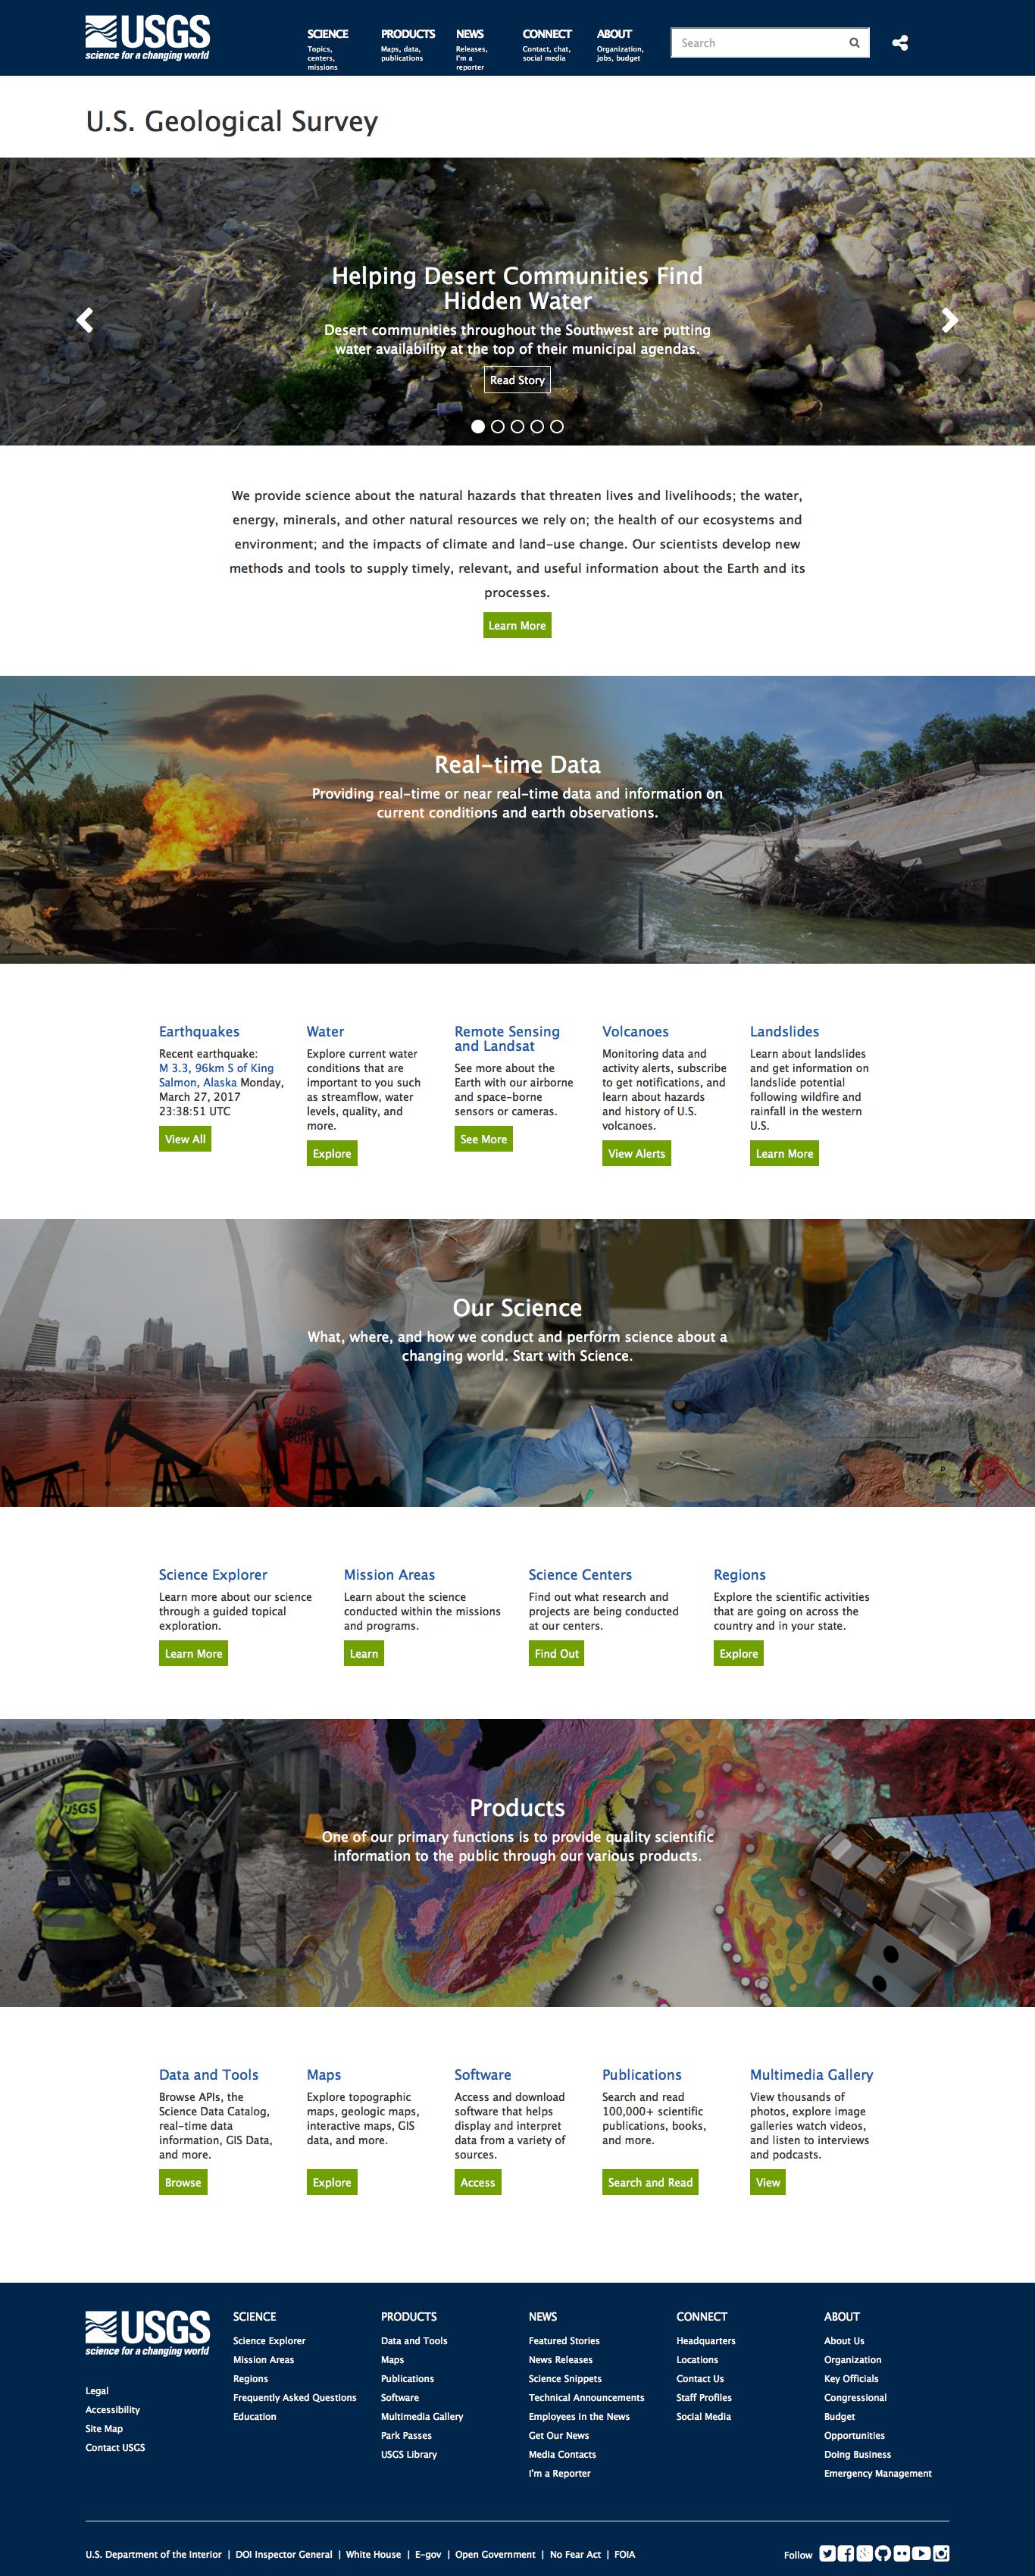 USGS
science for a changing world
SCIENCE
Topics,
centers,
missions
PRODUCTS
Maps, data,
publications
NEWS
Releases,
I'm a
reporter
CONNECT
Contact, chat,
social media
ABOUT
Organization,
jobs, budget
Search
U.S. Geological Survey
Helping Desert Communities Find
Hidden Water
Desert communities throughout the Southwest are putting
water availability at the top of their municipal agendas.
Read Story
We provide science about the natural hazards that threaten lives and livelihoods; the water,
energy, minerals, and other natural resources we rely on; the health of our ecosystems and
environment; and the impacts of climate and land-use change. Our scientists develop new
methods and tools to supply timely, relevant, and useful information about the Earth and its
processes.
Learn More
Real-time Data
Providing real-time or near real-time data and information on
current conditions and earth observations.
Earthquakes
Recent earthquake:
M 3.3, 96km S of King
Salmon, Alaska Monday,
March 27, 2017
23:38:51 UTC
View All
Water
Explore current water
conditions that are
important to you such
as streamflow, water
levels, quality, and
more.
Explore
Remote Sensing
and Landsat
See more about the
Earth with our airborne
and space-borne
sensors or cameras.
See More
Volcanoes
Monitoring data and
activity alerts, subscribe
to get notifications, and
learn about hazards
and history of U.S.
volcanoes.
View Alerts
Landslides
Learn about landslides
and get information on
landslide potential
following wildfire and
rainfall in the western
U.S.
Learn More
Our Science
What, where, and how we conduct and perform science about a
changing world. Start with Science.
U.S.
Science Explorer
Learn more about our science
through a guided topical
exploration.
Learn More
Mission Areas
Learn about the science
conducted within the missions
and programs.
Learn
Science Centers
Find out what research and
projects are being conducted
at our centers.
Find Out
Regions
Explore the scientific activities
that are going on across the
country and in your state.
Explore
USGS
Products
One of our primary functions is to provide quality scientific
information to the public through our various products.
Data and Tools
Browse APIs, the
Science Data Catalog,
real-time data
information, GIS Data,
and more.
Browse
Maps
Explore topographic
maps, geologic maps,
interactive maps, GIS
data, and more.
Explore
Software
Access and download
software that helps
display and interpret
data from a variety of
sources.
Access
Publications
Search and read
100,000+ scientific
publications, books,
and more.
Search and Read
Multimedia Gallery
View thousands of
photos, explore image
galleries watch videos,
and listen to interviews
and podcasts.
View
USGS
science for a changing world
Legal
Accessibility
Site Map
Contact USGS
SCIENCE
Science Explorer
Mission Areas
Regions
Frequently Asked Questions
Education
PRODUCTS
Data and Tools
Maps
Publications
Software
Multimedia Gallery
Park Passes
USGS Library
NEWS
Featured Stories
News Releases
Science Snippets
Technical Announcements
Employees in the News
Get Our News
Media Contacts
I'm a Reporter
CONNECT
Headquarters
Locations
Contact Us
Staff Profiles
Social Media
ABOUT
About Us
Organization
Key Officials
Congressional
Budget
Opportunities
Doing Business
Emergency Management
U.S. Department of the Interior | DOI Inspector General | White House | E-gov | Open Government | No Fear Act | FOIA
Follow